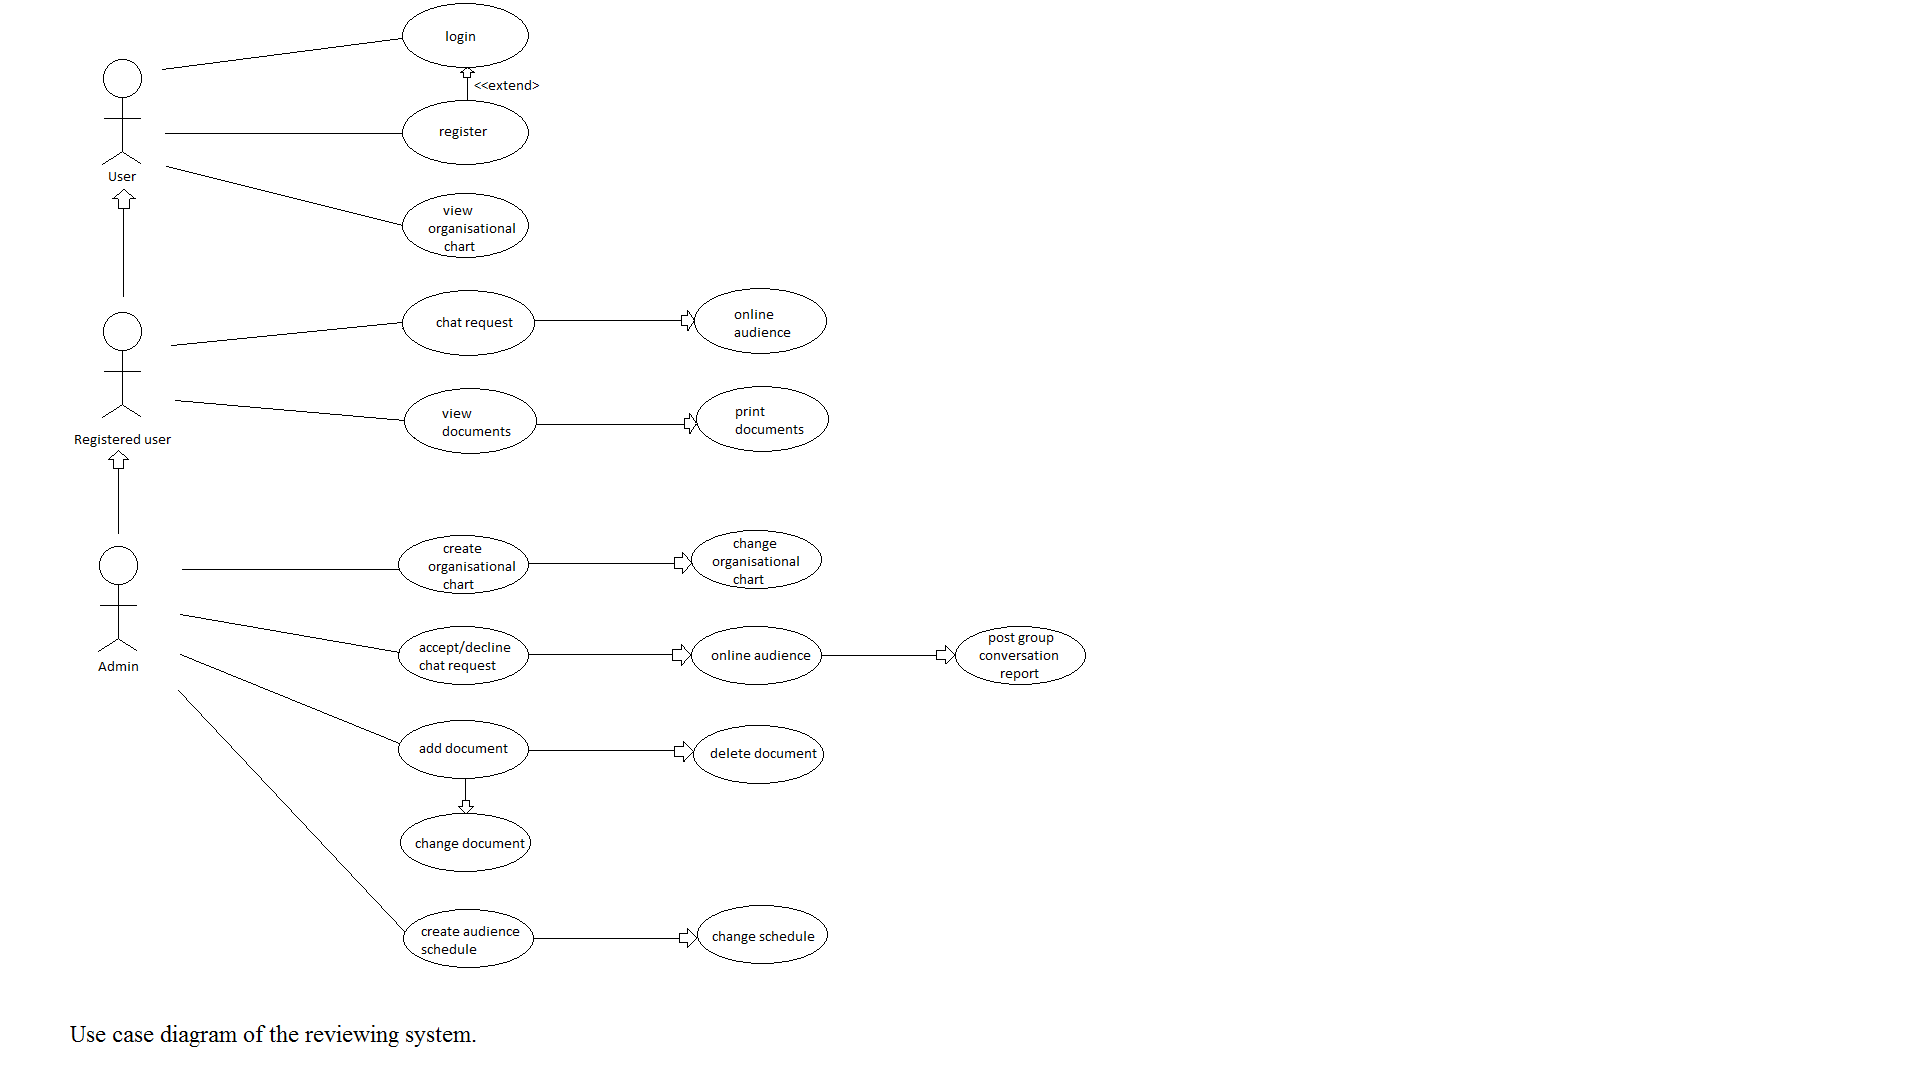 login
<<extend>
register
User
view
organisational
chart
chat request
online
audience
view
documents
print
documents
Registered user
create
organisational
chart
change
organisational
chart
accept/decline
chat request
online audience
post group
conversation
report
Admin
add document
delete document
change document
create audience
schedule
change schedule
Use case diagram of the reviewing system.